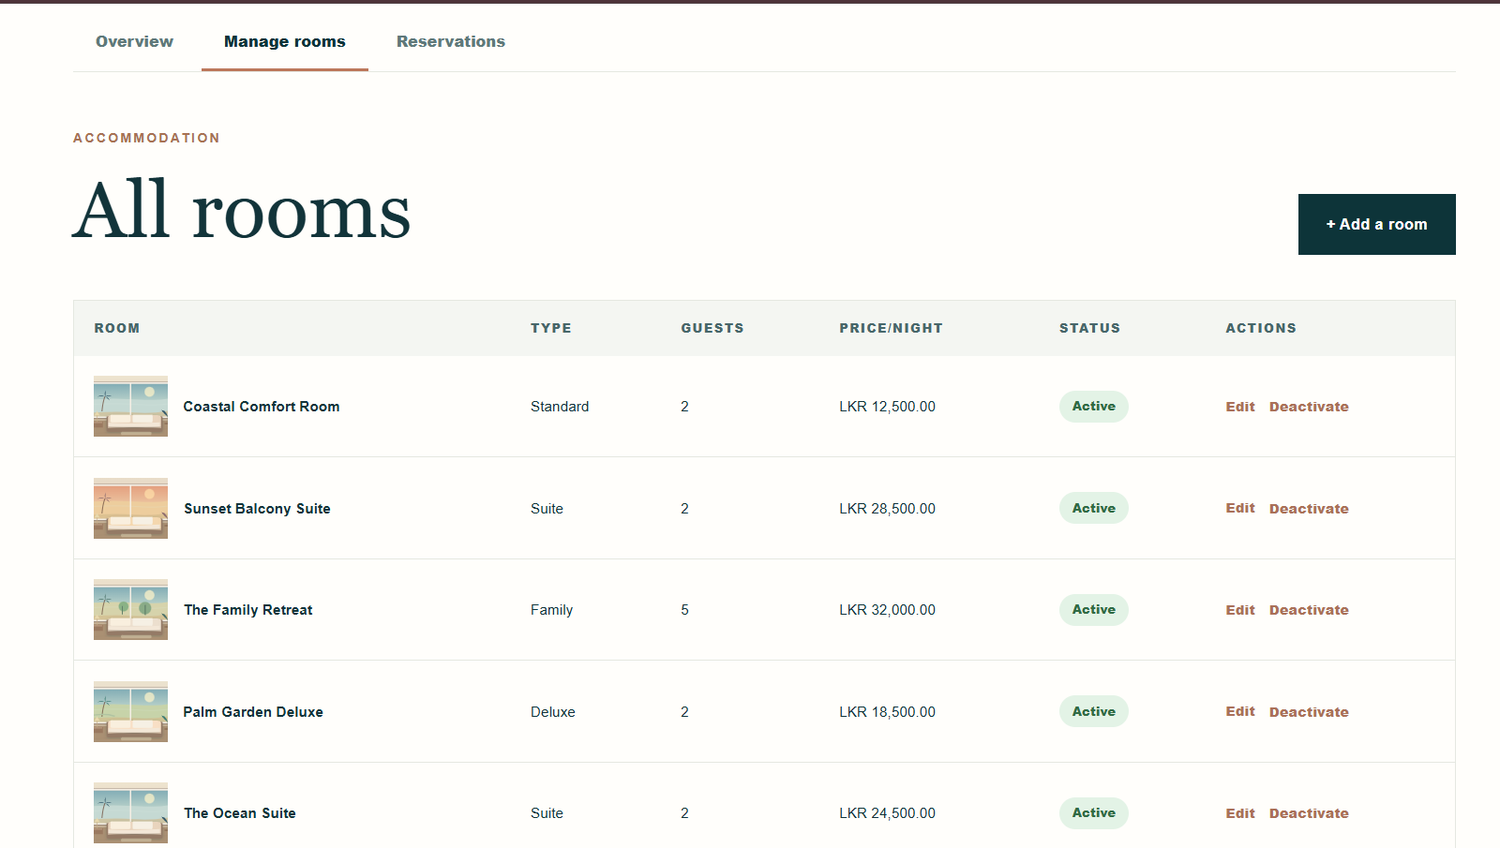 Overview Manage rooms Reservations
ACCOMMODATION
All rooms
+ Add a room
ROOM TYPE GUESTS PRICE/NIGHT STATUS ACTIONS
Coastal Comfort Room Standard 2 LKR 12,500.00 Active Edit Deactivate
Sunset Balcony Suite Suite 2 LKR 28,500.00 Active Edit Deactivate
The Family Retreat Family 5 LKR 32,000.00 Active Edit Deactivate
Palm Garden Deluxe Deluxe 2 LKR 18,500.00 Active Edit Deactivate
The Ocean Suite Suite 2 LKR 24,500.00 Active Edit Deactivate